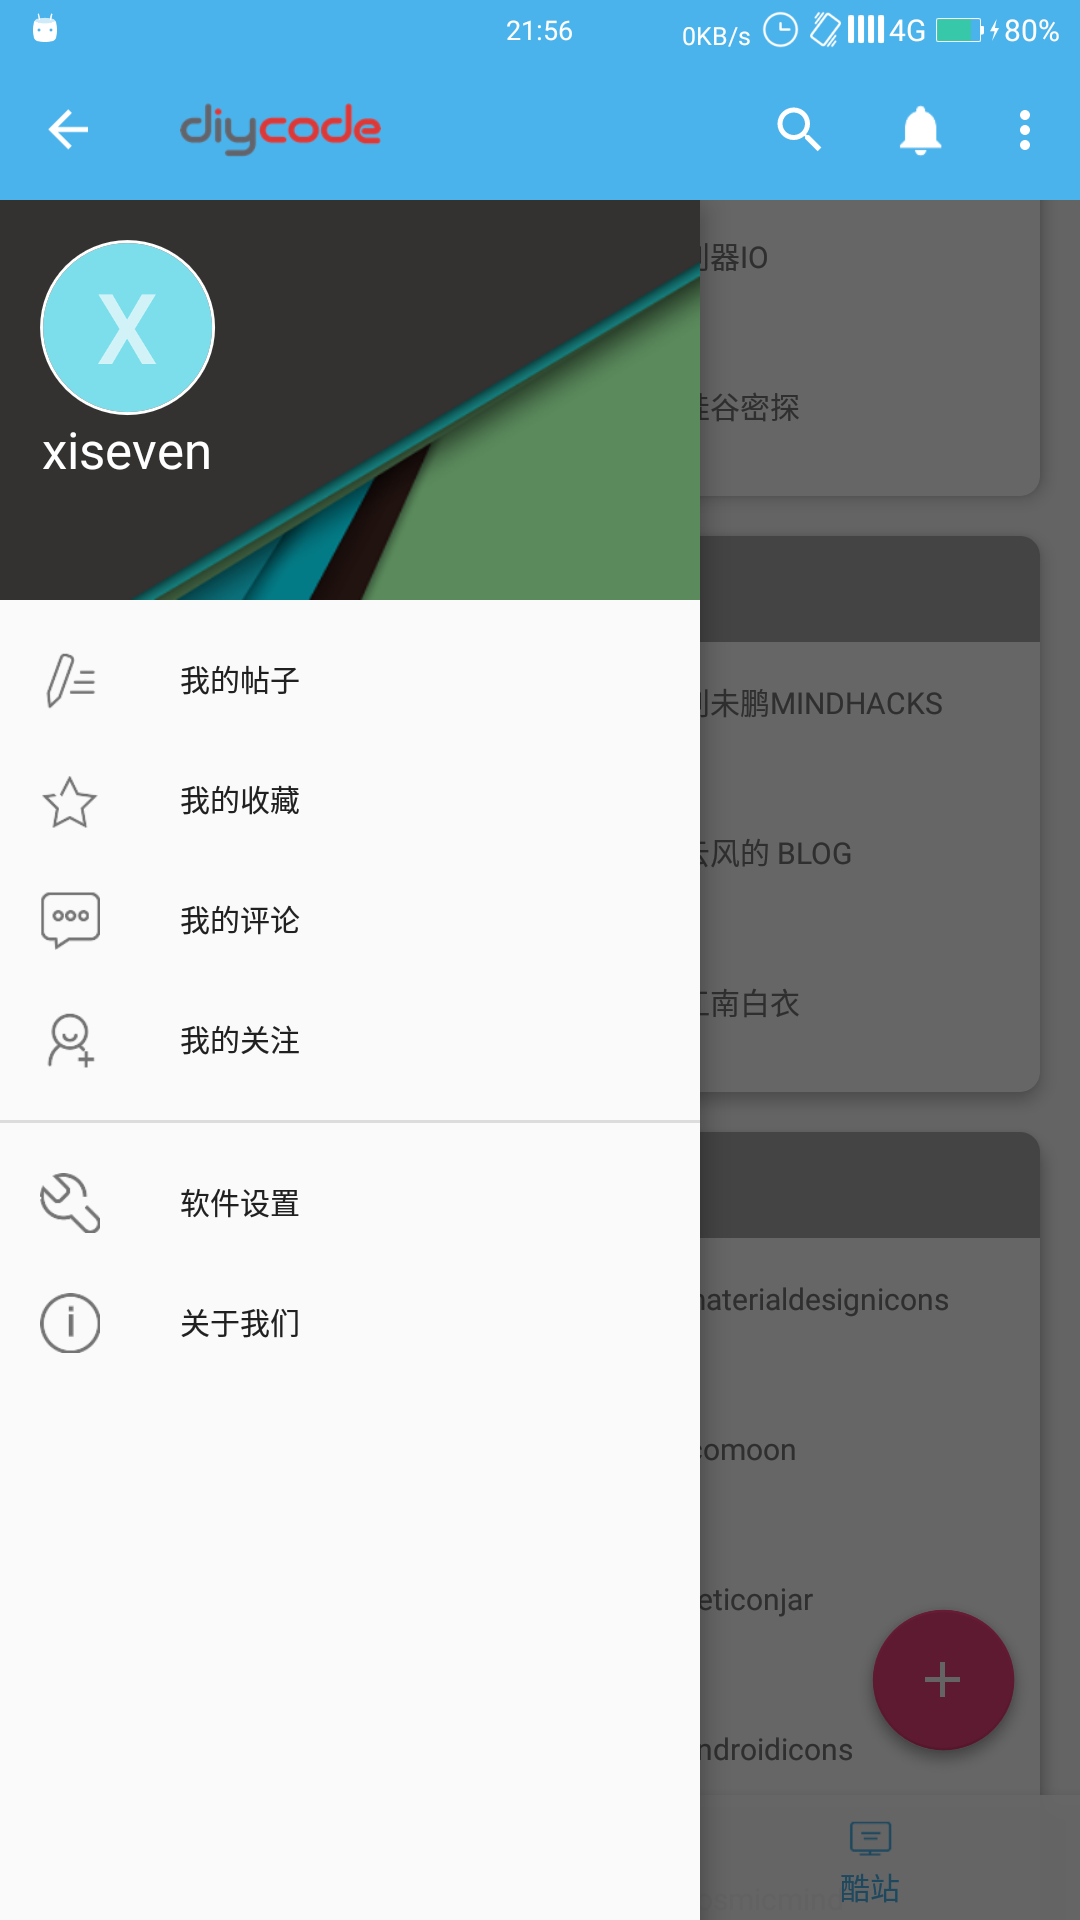 21:56
0KB/s
4G
80%
diycode
X
xiseven
我的帖子
我的收藏
我的评论
我的关注
软件设置
关于我们
器IO
谷密探
未鹏MINDHACKS
风的 BLOG
南白衣
aterialdesignicons
comoon
eticonjar
ndroidicons
smicmind
酷站